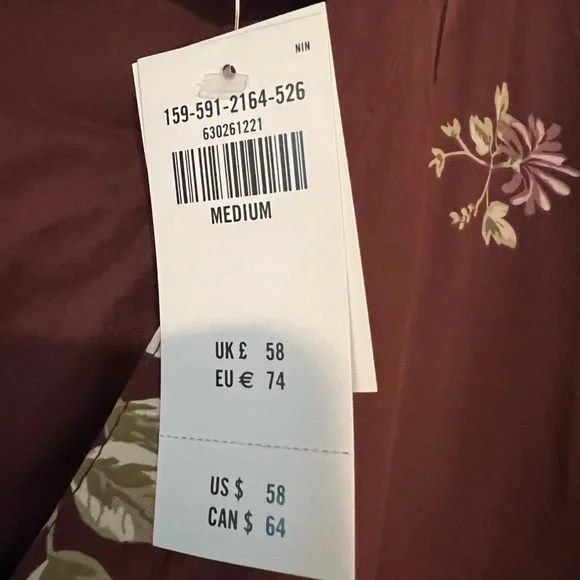 NIN
159-591-2164-526
630261221
MEDIUM
UK £ 58
EU € 74
US $ 58
CAN $ 64